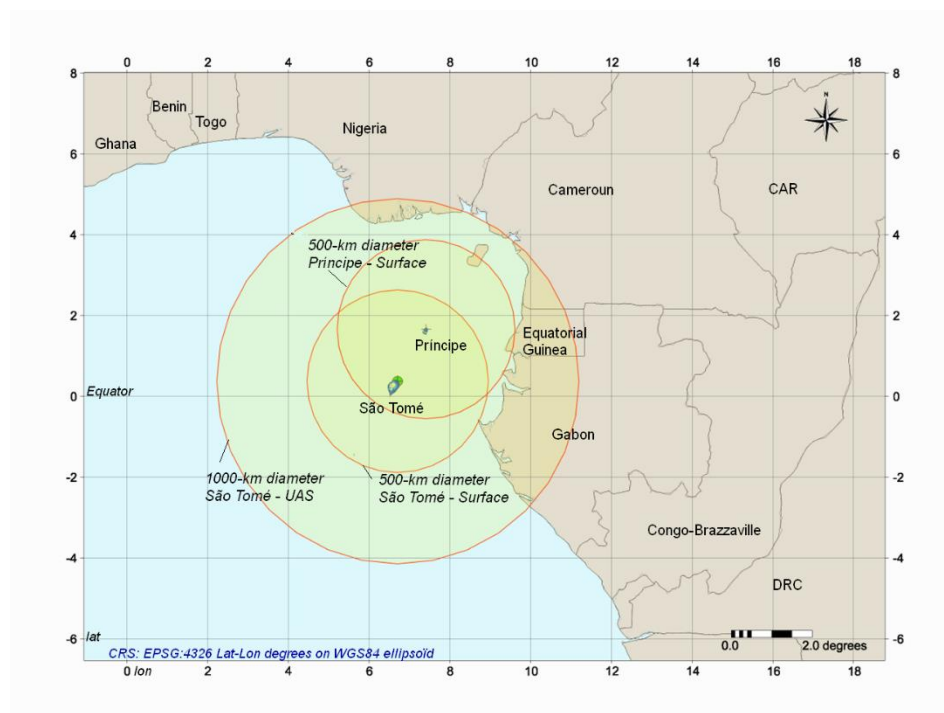 0 2 4 6 8 10 12 14 16 18
8 8
Benin
Togo
Nigeria
Ghana
N
6 6
Cameroun
CAR
4 4
500-km diameter
Principe - Surface
2 2
Principe
Equatorial
Guinea
Equator
0 0
São Tomé
Gabon
-2 -2
1000-km diameter
São Tomé - UAS
500-km diameter
São Tomé - Surface
Congo-Brazzaville
-4 -4
DRC
-6 lat -6
0.0 2.0 degrees
CRS: EPSG:4326 Lat-Lon degrees on WGS84 ellipsoïd
0 lon 2 4 6 8 10 12 14 16 18